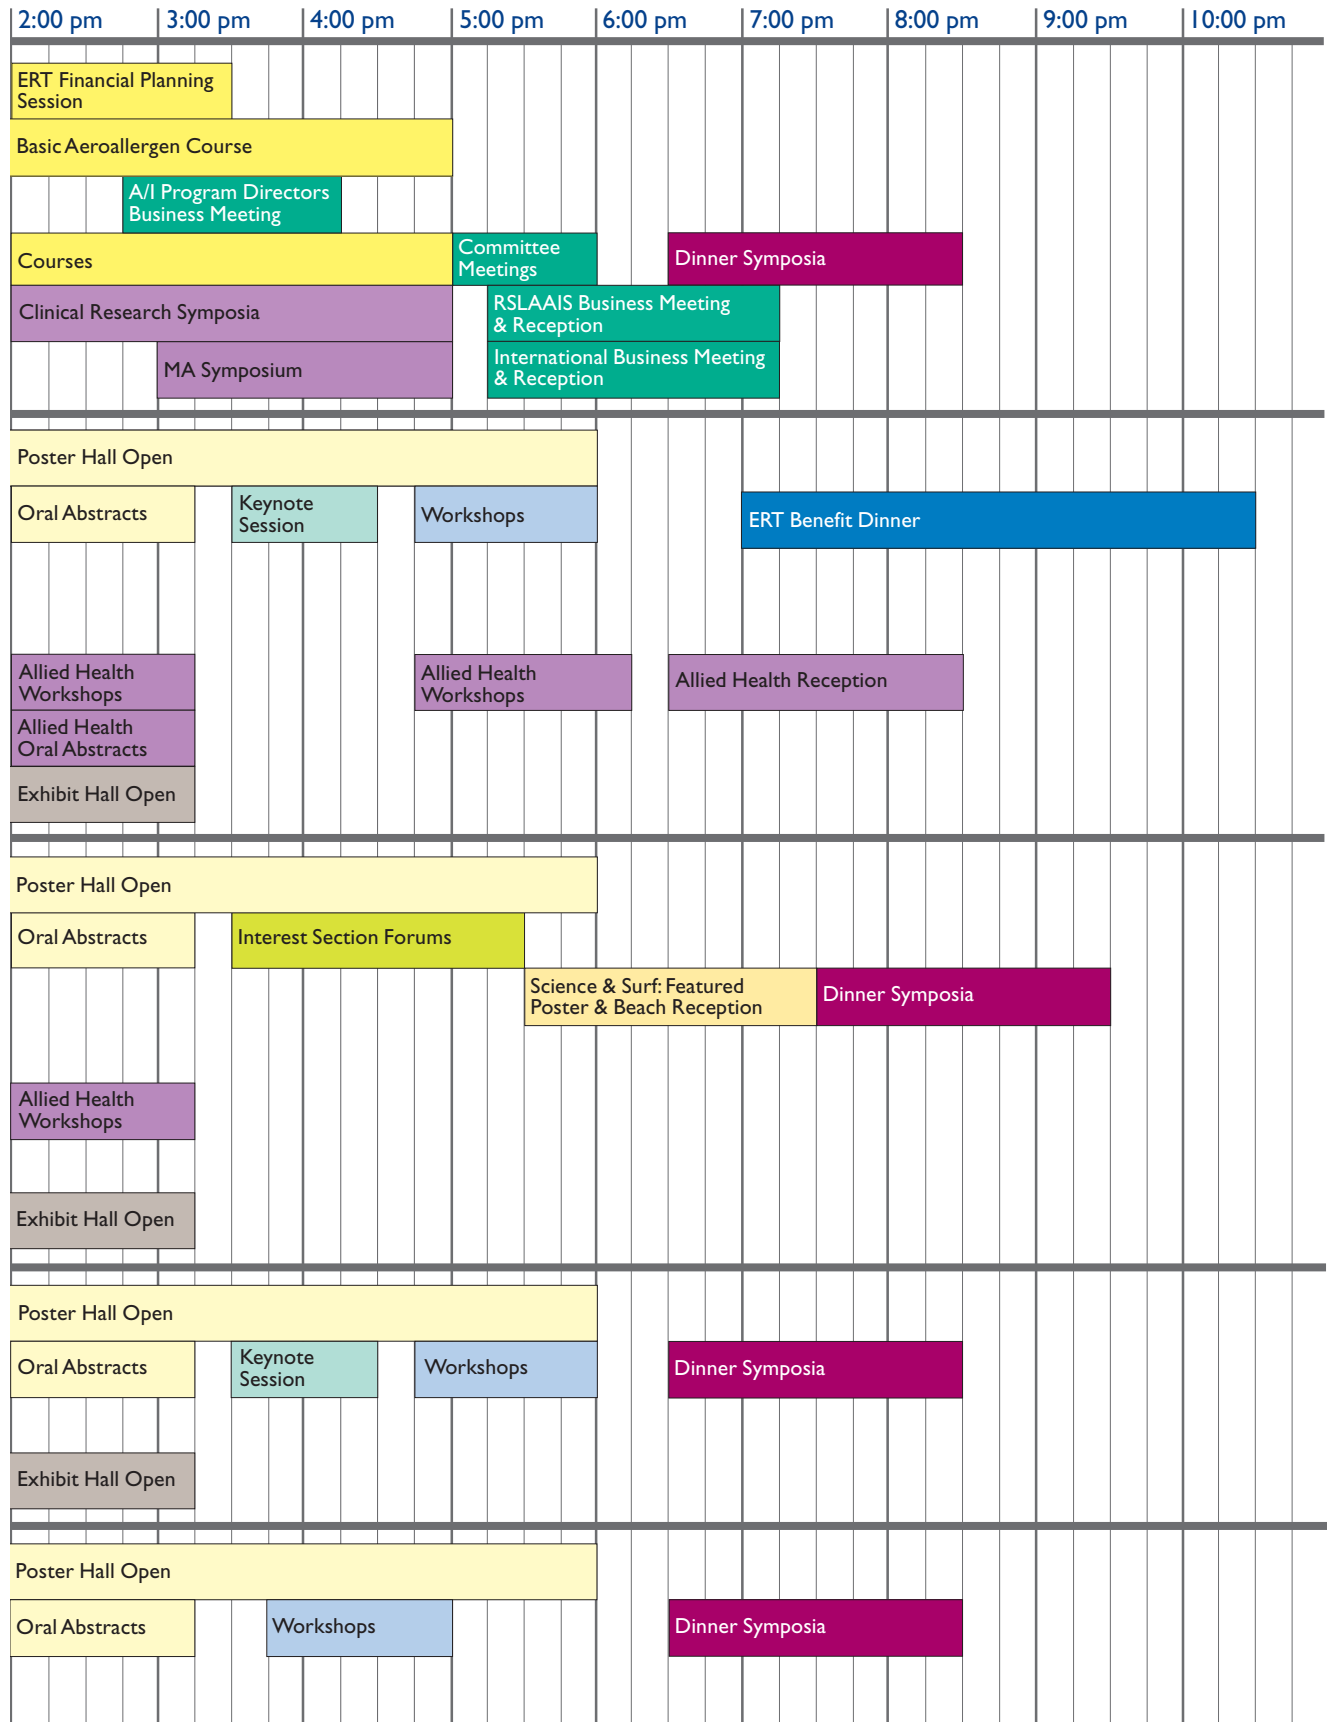 2:00 pm 3:00 pm 4:00 pm 5:00 pm 6:00 pm 7:00 pm 8:00 pm 9:00 pm 10:00 pm
ERT Financial Planning
Session
Basic Aeroallergen Course
A/I Program Directors
Business Meeting
Courses
Committee
Meetings
Dinner Symposia
Clinical Research Symposia
RSLAAIS Business Meeting
& Reception
MA Symposium
International Business Meeting
& Reception
Poster Hall Open
Oral Abstracts
Keynote
Session
Workshops
ERT Benefit Dinner
Allied Health
Workshops
Allied Health
Workshops
Allied Health Reception
Allied Health
Oral Abstracts
Exhibit Hall Open
Poster Hall Open
Oral Abstracts
Interest Section Forums
Science & Surf: Featured
Poster & Beach Reception
Dinner Symposia
Allied Health
Workshops
Exhibit Hall Open
Poster Hall Open
Oral Abstracts
Keynote
Session
Workshops
Dinner Symposia
Exhibit Hall Open
Poster Hall Open
Oral Abstracts
Workshops
Dinner Symposia